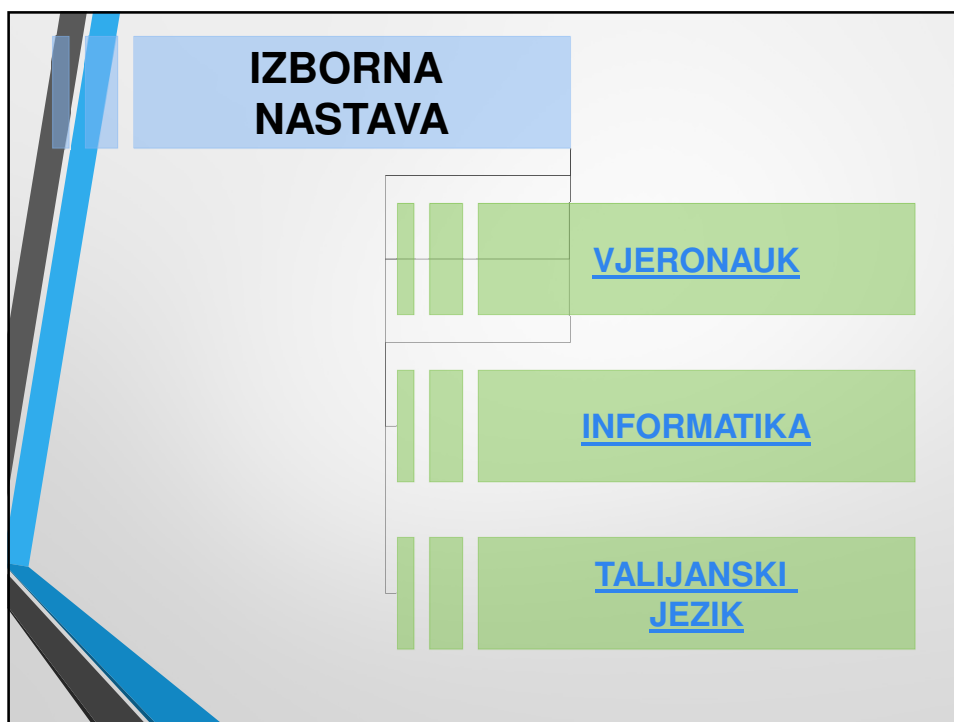 IZBORNA
NASTAVA
VJERONAUK
INFORMATIKA
TALIJANSKI
JEZIK